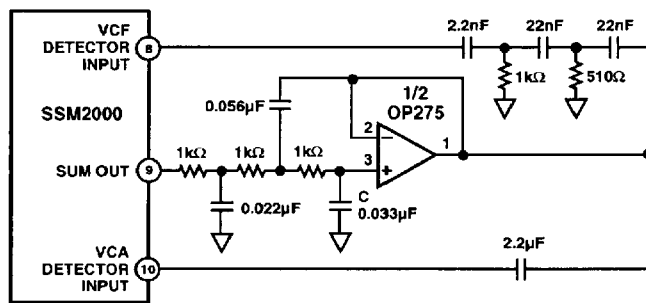 VCF
DETECTOR
INPUT
8
2.2nF
22nF
22nF
1kΩ
510Ω
SSM2000
0.056µF
1/2
OP275
2
−
1
3
+
SUM OUT
9
1kΩ
1kΩ
1kΩ
0.022µF
C
0.033µF
VCA
DETECTOR
INPUT
10
2.2µF